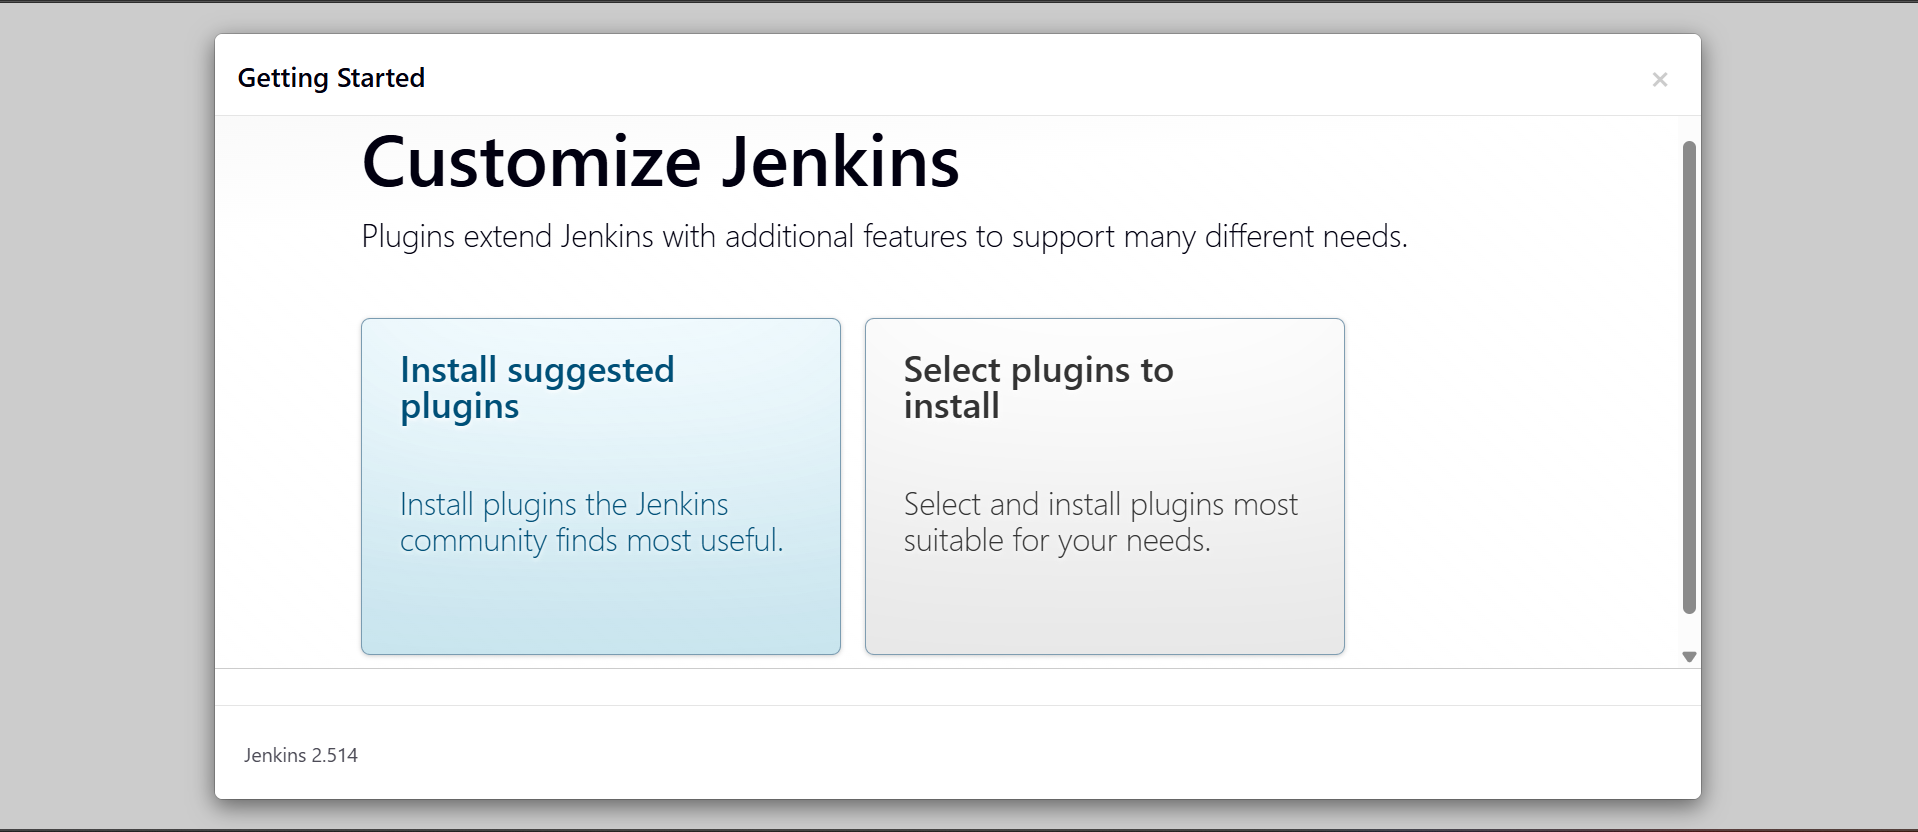 Getting Started
×
Customize Jenkins
Plugins extend Jenkins with additional features to support many different needs.
Install suggested
plugins
Install plugins the Jenkins
community finds most useful.
Select plugins to
install
Select and install plugins most
suitable for your needs.
Jenkins 2.514